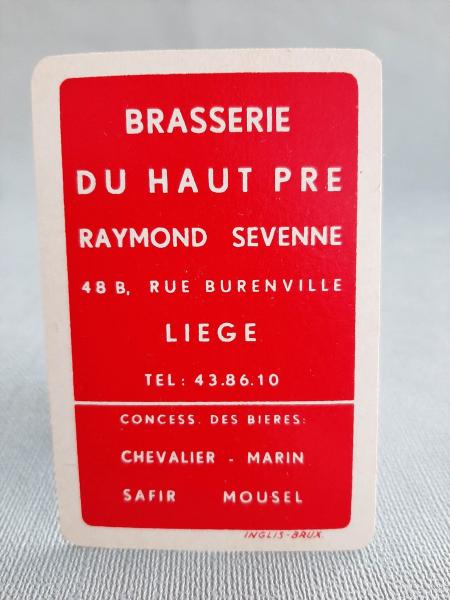 BRASSERIE
DU HAUT PRE
RAYMOND SEVENNE
48 B, RUE BURENVILLE
LIEGE
TEL: 43.86.10
CONCESS. DES BIERES:
CHEVALIER - MARIN
SAFIR MOUSEL
INGLIS-BRUX.